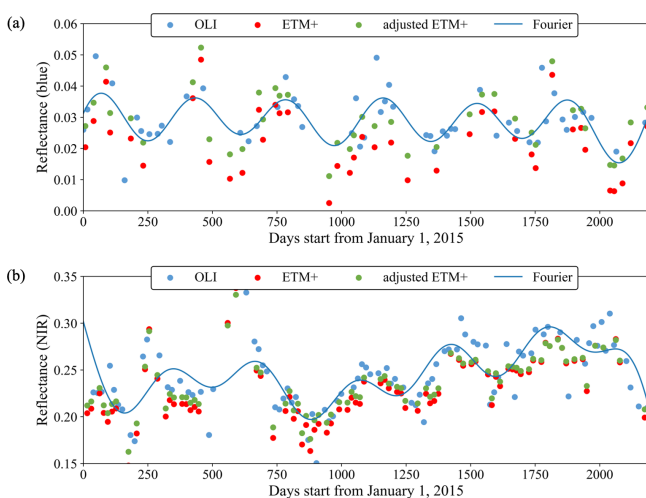 (a)
OLI ETM+ adjusted ETM+ Fourier
Reflectance (blue)
0.06
0.05
0.04
0.03
0.02
0.01
0.00
0 250 500 750 1000 1250 1500 1750 2000
Days start from January 1, 2015
(b)
OLI ETM+ adjusted ETM+ Fourier
Reflectance (NIR)
0.35
0.30
0.25
0.20
0.15
0 250 500 750 1000 1250 1500 1750 2000
Days start from January 1, 2015